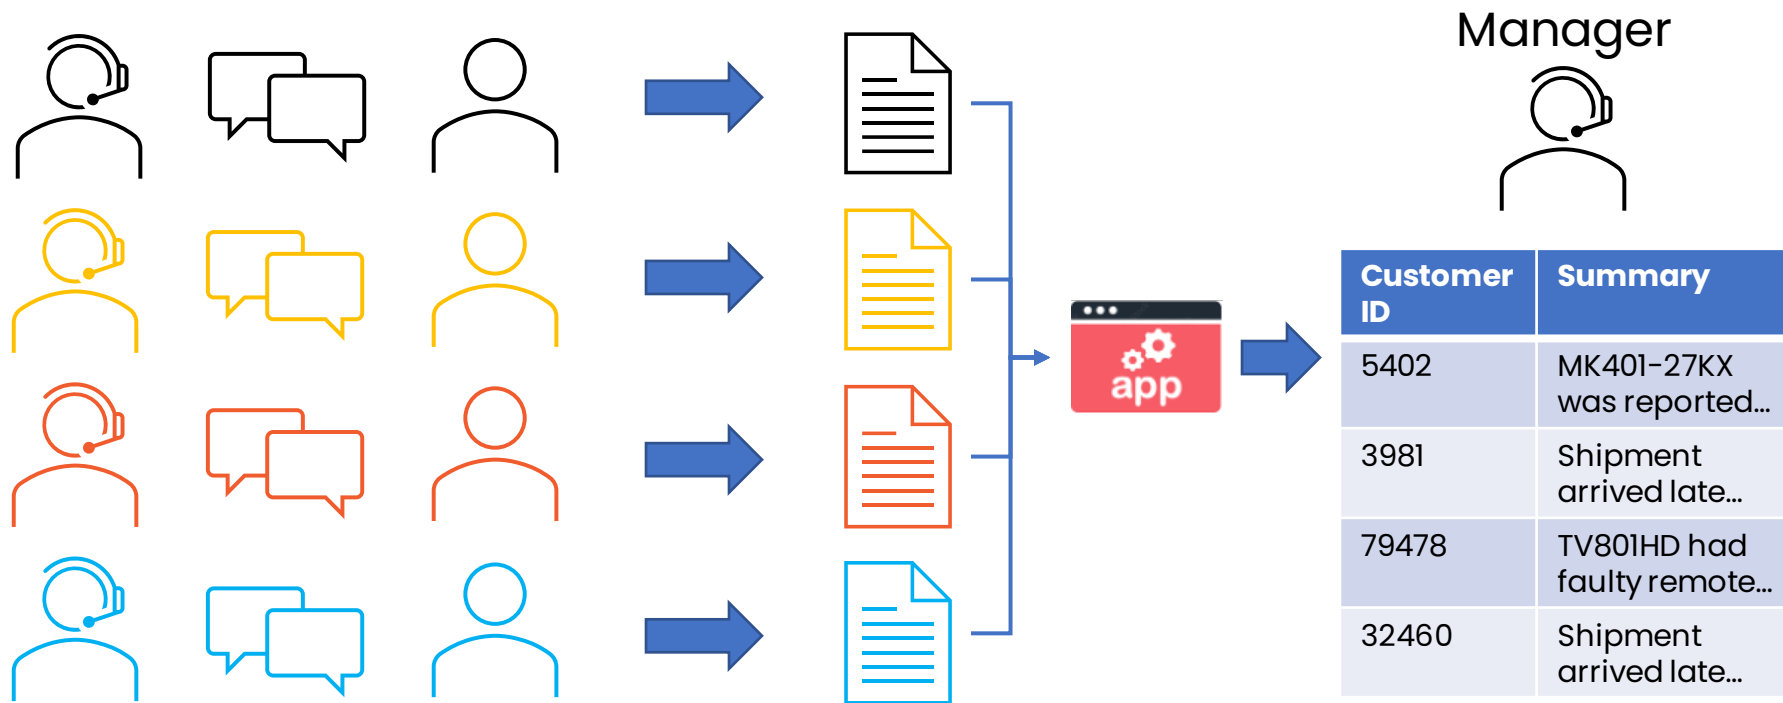 Manager
app
Customer ID
Summary
5402
MK401-27KX
was reported...
3981
Shipment
arrived late...
79478
TV801HD had
faulty remote...
32460
Shipment
arrived late...